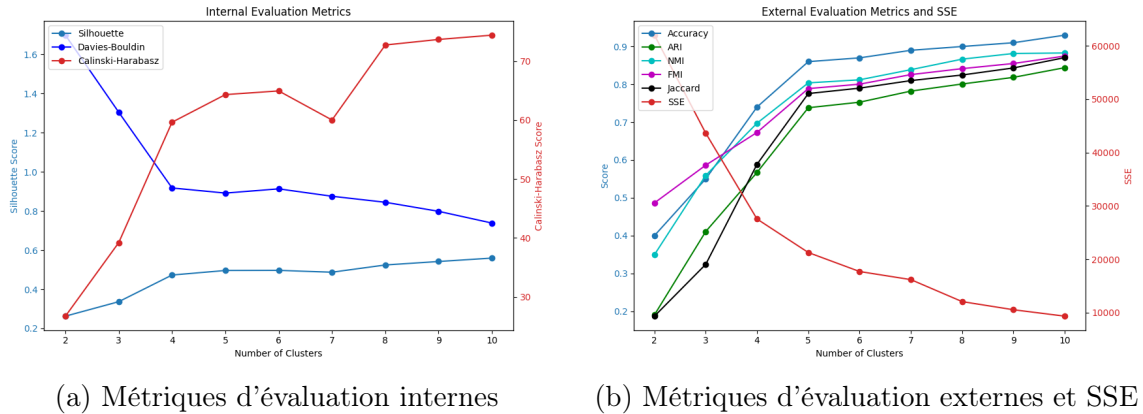 Internal Evaluation Metrics
Silhouette
Davies-Bouldin
Calinski-Harabasz
Silhouette Score
1.6
1.4
1.2
1.0
0.8
0.6
0.4
0.2
Calinski-Harabasz Score
70
60
50
40
30
2 3 4 5 6 7 8 9 10
Number of Clusters
(a) Métriques d'évaluation internes
External Evaluation Metrics and SSE
Accuracy
ARI
NMI
FMI
Jaccard
SSE
Score
0.9
0.8
0.7
0.6
0.5
0.4
0.3
0.2
SSE
60000
50000
40000
30000
20000
10000
2 3 4 5 6 7 8 9 10
Number of Clusters
(b) Métriques d'évaluation externes et SSE